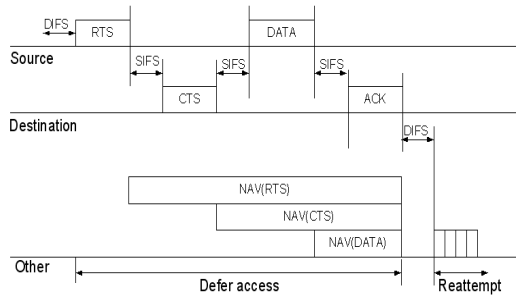 DIFS
RTS
DATA
Source
SIFS
SIFS
SIFS
CTS
ACK
Destination
DIFS
NAV(RTS)
NAV(CTS)
NAV(DATA)
Other
Defer access
Reattempt